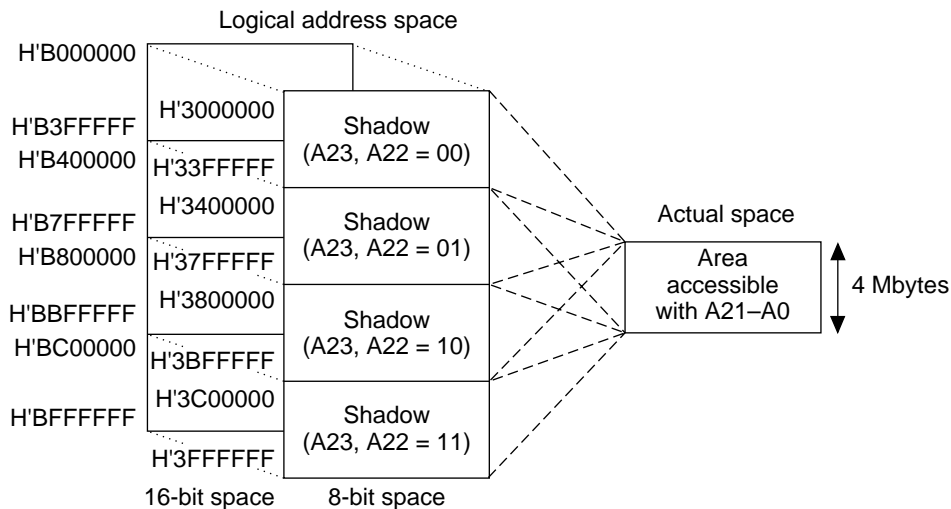 Logical address space
H'B000000
H'B3FFFFF
H'B400000
H'B7FFFFF
H'B800000
H'BBFFFFF
H'BC00000
H'BFFFFFF
H'3000000
H'33FFFFF
H'3400000
H'37FFFFF
H'3800000
H'3BFFFFF
H'3C00000
H'3FFFFFF
Shadow
(A23, A22 = 00)
Shadow
(A23, A22 = 01)
Shadow
(A23, A22 = 10)
Shadow
(A23, A22 = 11)
16-bit space
8-bit space
Actual space
Area
accessible
with A21–A0
4 Mbytes